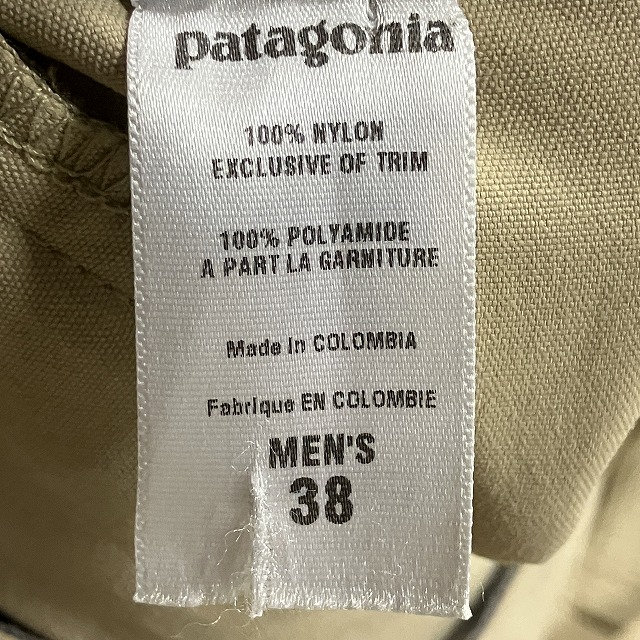 patagonia
100% NYLON
EXCLUSIVE OF TRIM
100% POLYAMIDE
A PART LA GARNITURE
Made In COLOMBIA
Fabrique EN COLOMBIE
MEN'S
38